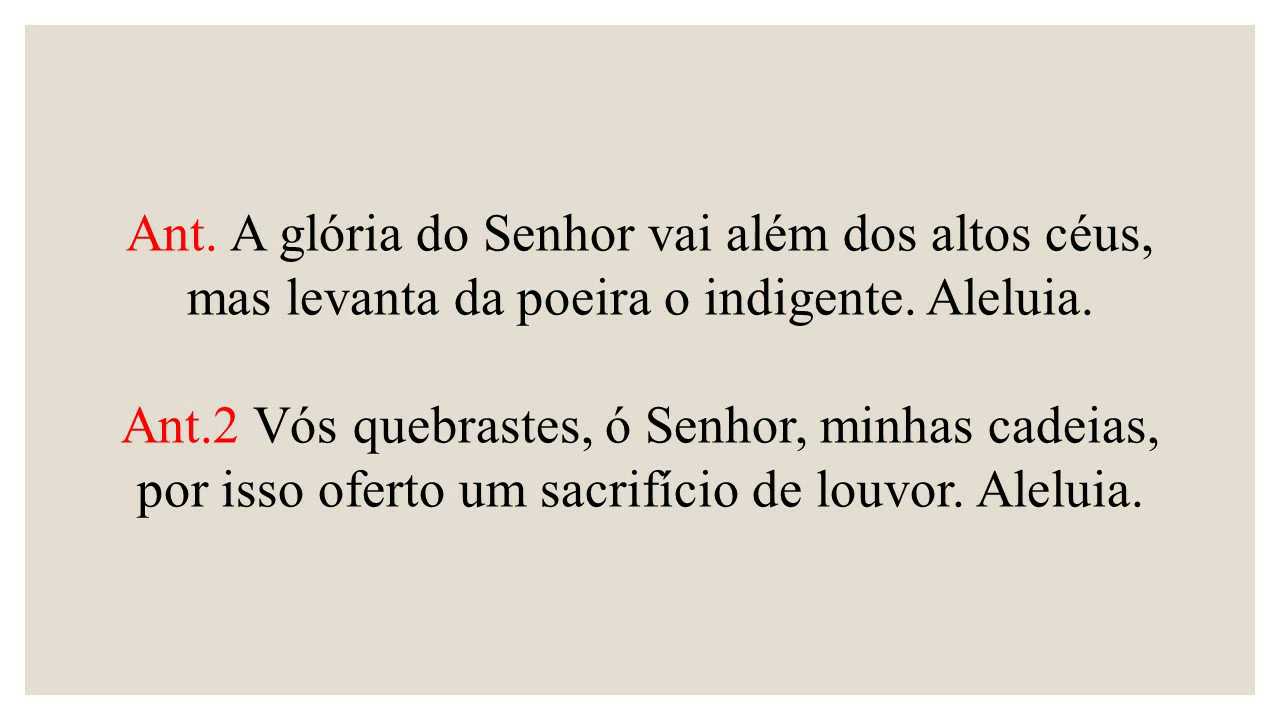 Ant. A glória do Senhor vai além dos altos céus,
mas levanta da poeira o indigente. Aleluia.
Ant.2 Vós quebrastes, ó Senhor, minhas cadeias,
por isso oferto um sacrifício de louvor. Aleluia.